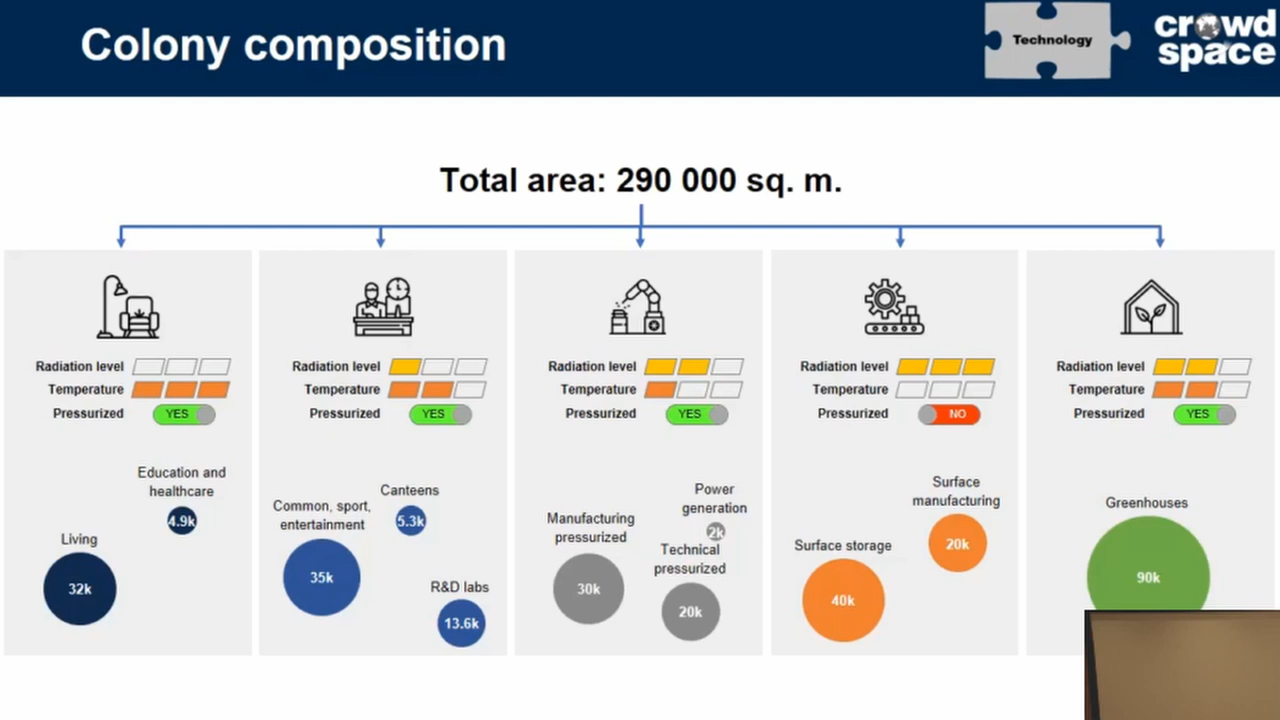 Colony composition
Technology
crowd
space
Total area: 290 000 sq. m.
Radiation level
Temperature
Pressurized YES
Education and
healthcare
4.9k
Living
32k
Radiation level
Temperature
Pressurized YES
Canteens
5.3k
Common, sport,
entertainment
35k
R&D labs
13.6k
Radiation level
Temperature
Pressurized YES
Power
generation
2k
Manufacturing
pressurized
30k
Technical
pressurized
20k
Radiation level
Temperature
Pressurized NO
Surface
manufacturing
20k
Surface storage
40k
Radiation level
Temperature
Pressurized YES
Greenhouses
90k